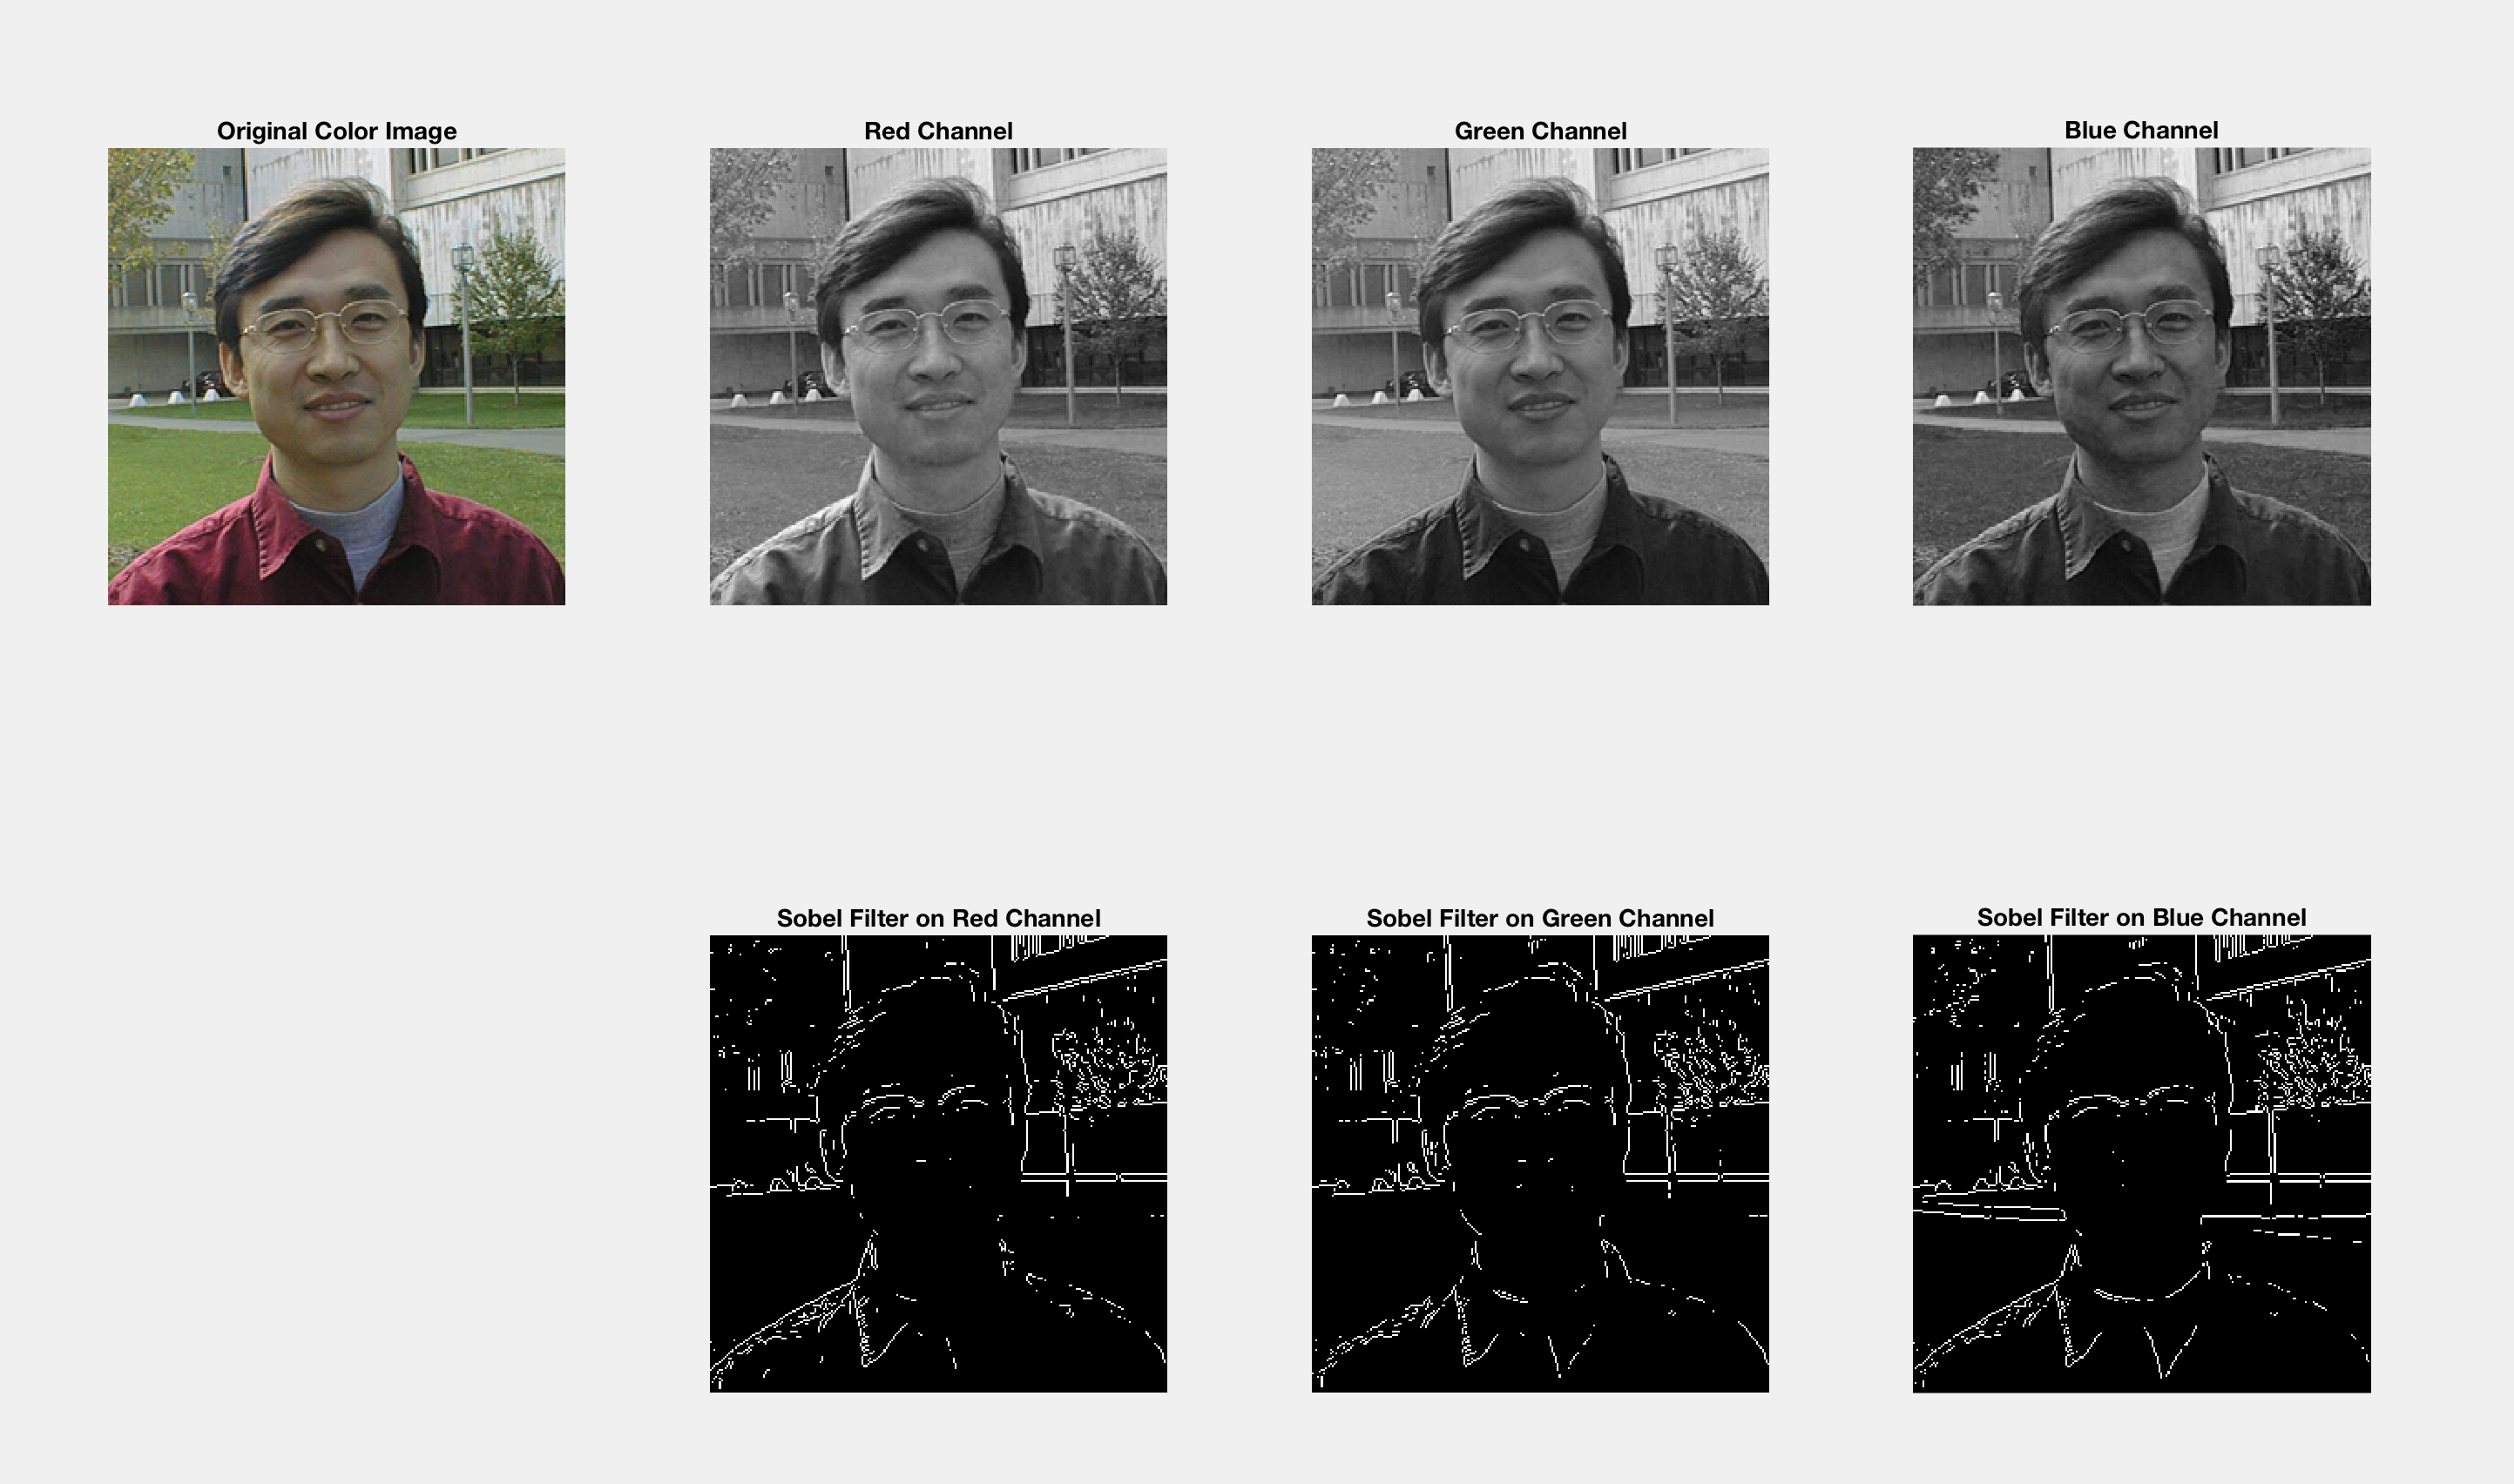 Original Color Image
Red Channel
Green Channel
Blue Channel
Sobel Filter on Red Channel
Sobel Filter on Green Channel
Sobel Filter on Blue Channel